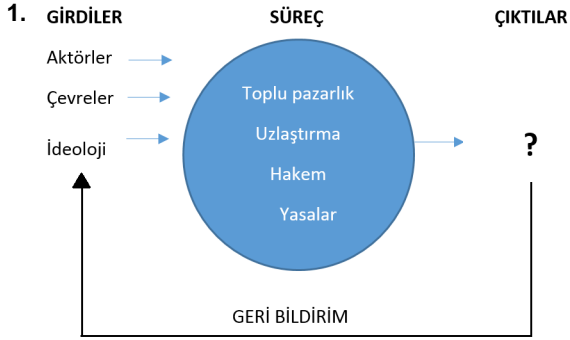 1. GİRDİLER SÜREÇ ÇIKTILAR
Aktörler
Çevreler
İdeoloji
Toplu pazarlık
Uzlaştırma
Hakem
Yasalar
?
GERİ BİLDİRİM